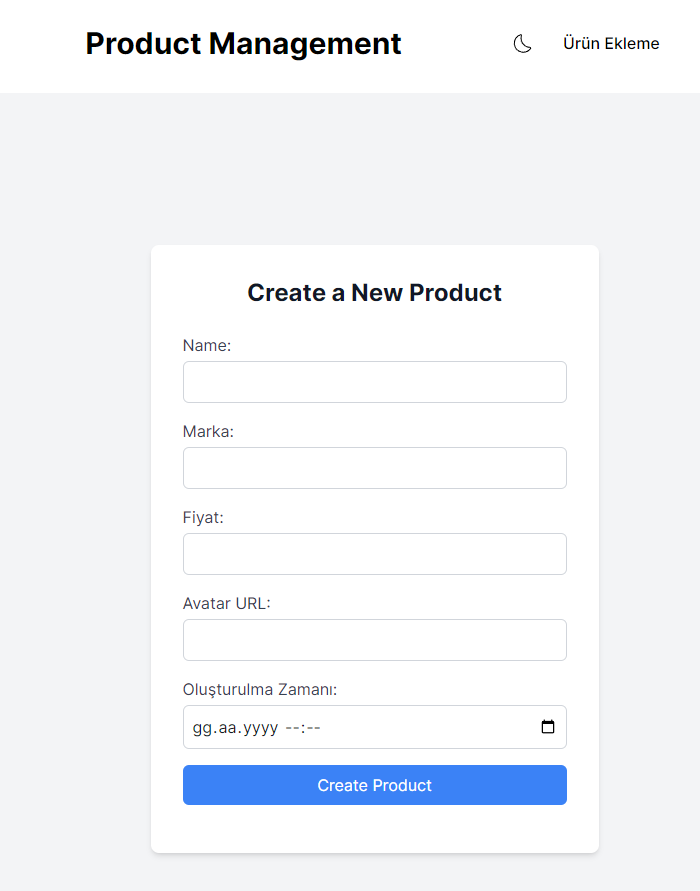 Product Management
Ürün Ekleme
Create a New Product
Name:
Marka:
Fiyat:
Avatar URL:
Oluşturulma Zamanı:
gg.aa.yyyy --:--
Create Product